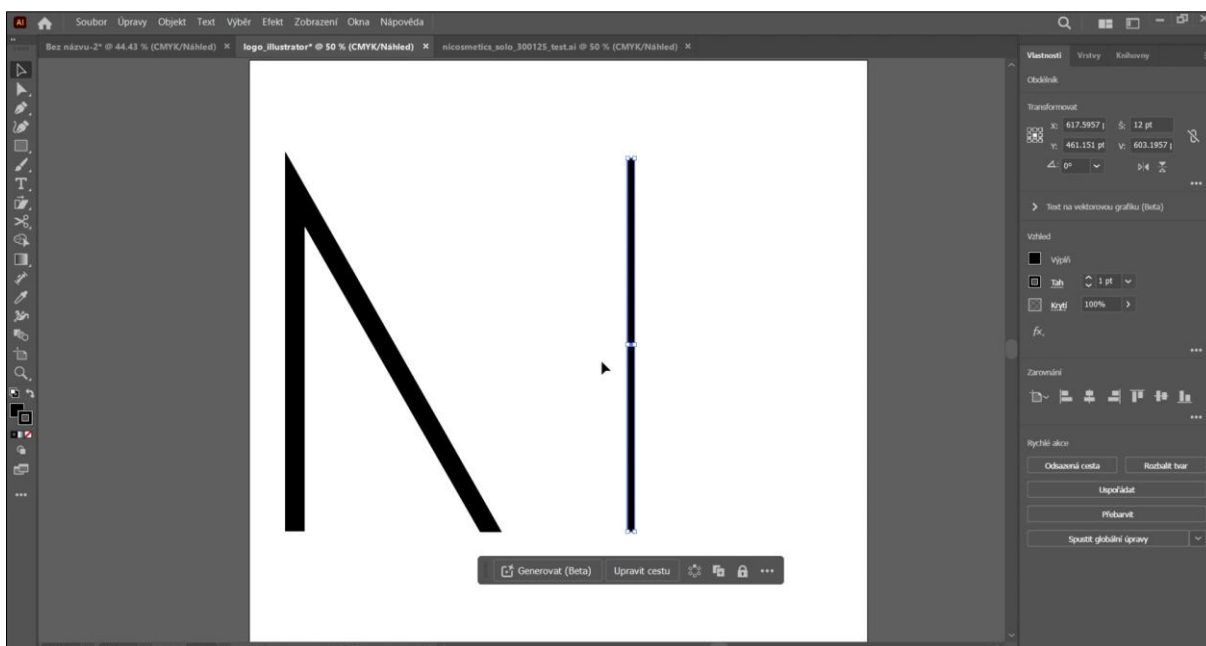 Ai Soubor Úpravy Objekt Text Výběr Efekt Zobrazení Okna Nápověda
Bez názvu-2* @ 44.43 % (CMYK/Náhled) × logo_illustrator* @ 50 % (CMYK/Náhled) × nicosmetics_solo_300125_test.ai @ 50 % (CMYK/Náhled) ×
Vlastnosti Vrstvy Knihovny
Obdélník
Transformovat
X: 617.5957 Š: 12 pt
Y: 461.151 pt V: 603.1957
0°
Text na vektorovou grafiku (Beta)
Vzhled
Výplň
Tah 1 pt
Krytí 100%
fx.
Zarovnání
Rychlé akce
Odsazená cesta Rozbalit tvar
Uspořádat
Přebarvit
Spustit globální úpravy
Generovat (Beta) Upravit cestu